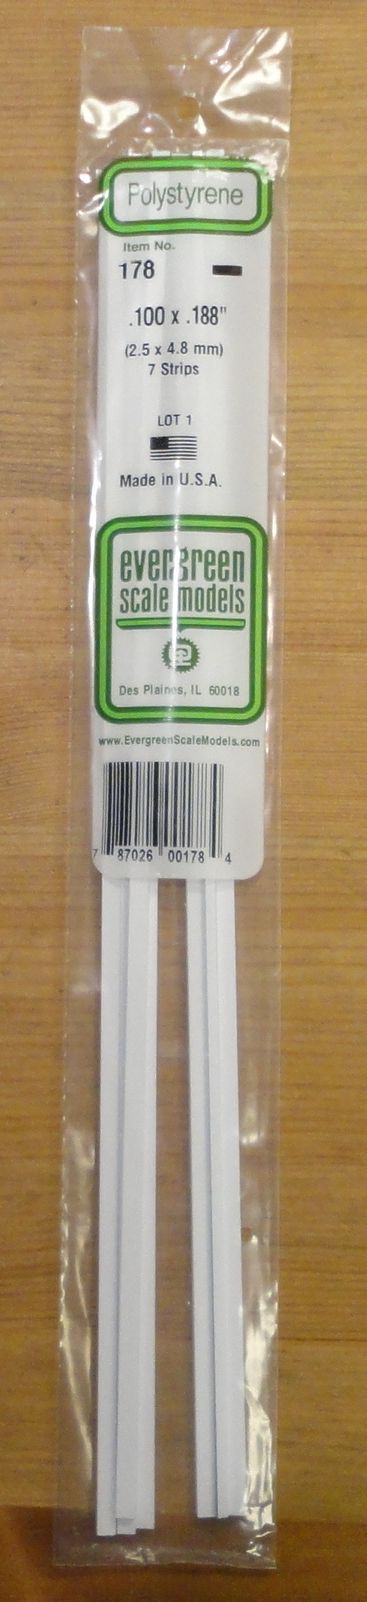 Polystyrene
Item No.
178
.100 x .188"
(2.5 x 4.8 mm)
7 Strips
LOT 1
Made in U.S.A.
evergreen
scale models
Des Plaines, IL 60018
www.EvergreenScaleModels.com
7 87026 00178 4